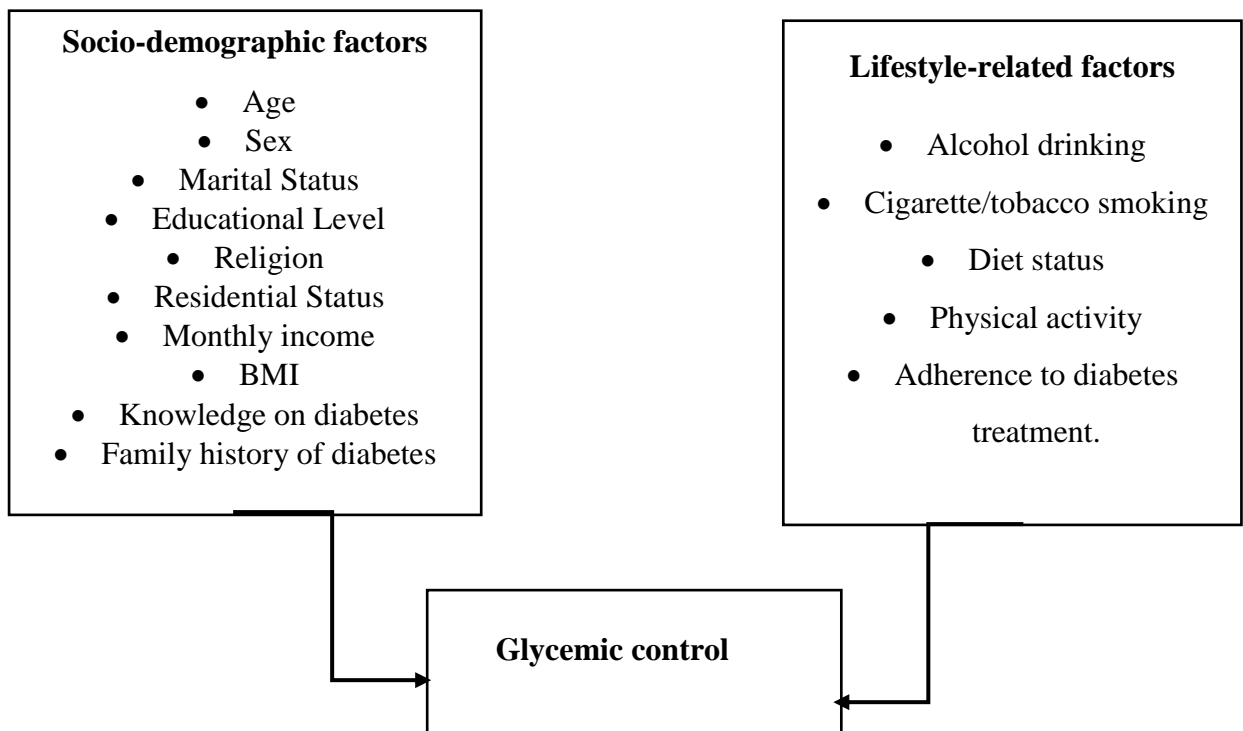 Socio-demographic factors
• Age
• Sex
• Marital Status
• Educational Level
• Religion
• Residential Status
• Monthly income
• BMI
• Knowledge on diabetes
• Family history of diabetes
Lifestyle-related factors
• Alcohol drinking
• Cigarette/tobacco smoking
• Diet status
• Physical activity
• Adherence to diabetes
treatment.
Glycemic control